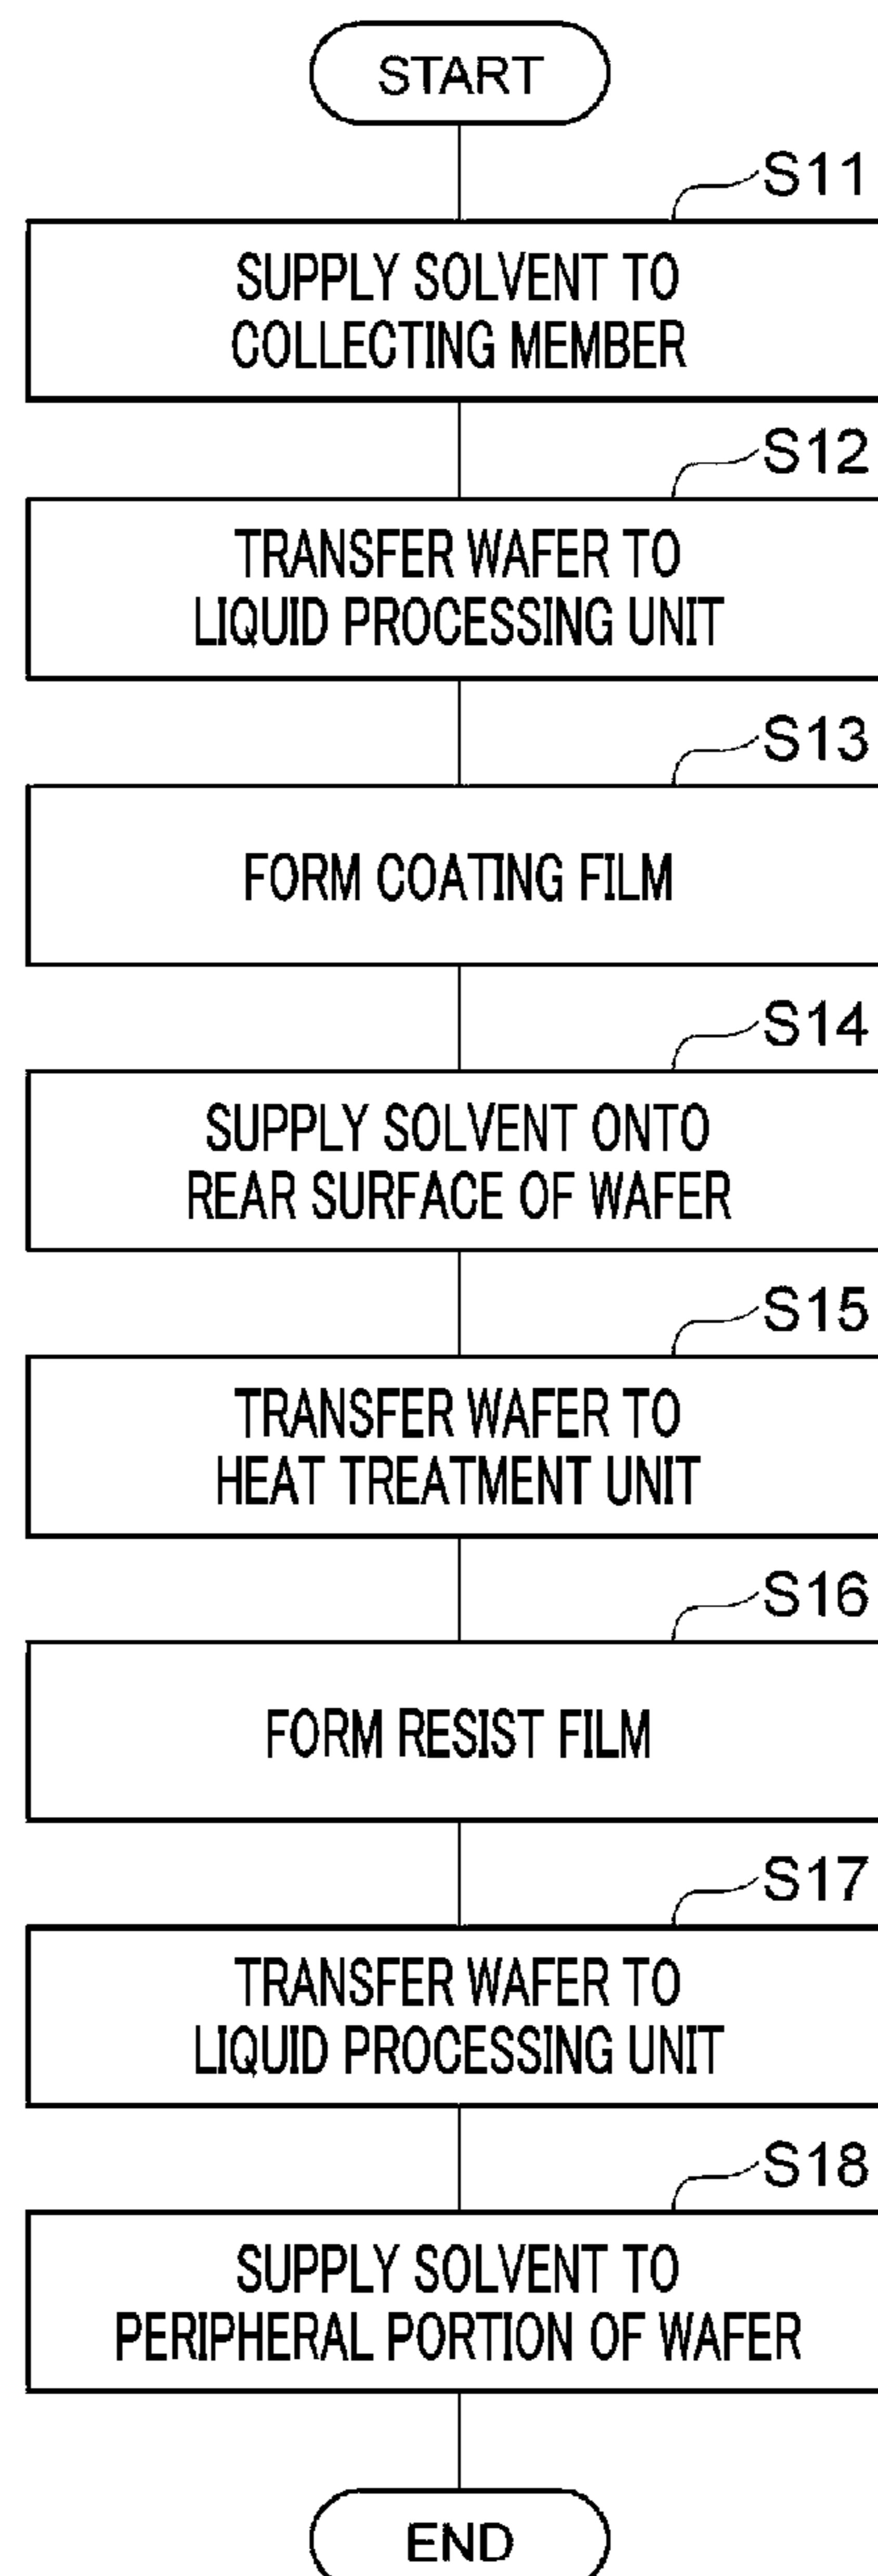 START
S11
SUPPLY SOLVENT TO
COLLECTING MEMBER
S12
TRANSFER WAFER TO
LIQUID PROCESSING UNIT
S13
FORM COATING FILM
S14
SUPPLY SOLVENT ONTO
REAR SURFACE OF WAFER
S15
TRANSFER WAFER TO
HEAT TREATMENT UNIT
S16
FORM RESIST FILM
S17
TRANSFER WAFER TO
LIQUID PROCESSING UNIT
S18
SUPPLY SOLVENT TO
PERIPHERAL PORTION OF WAFER
END